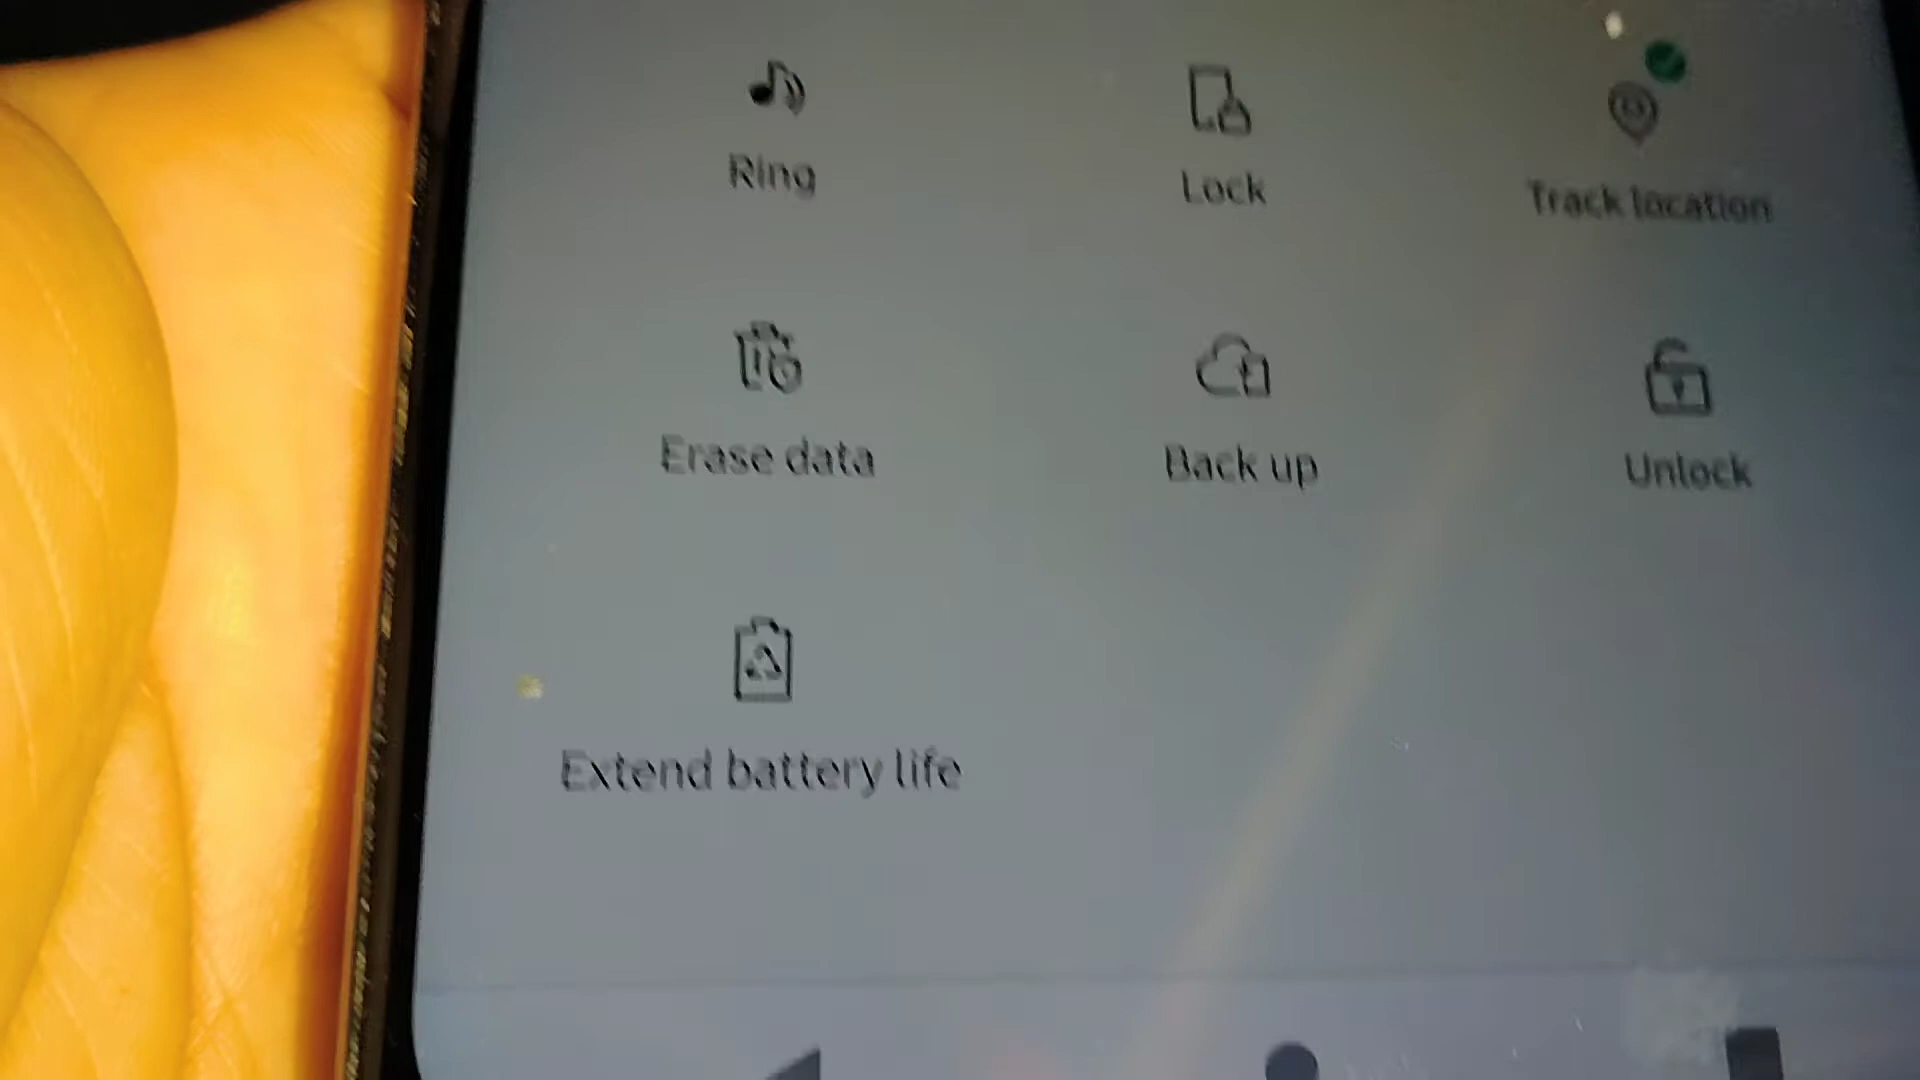 Ring
Lock
Track location
Erase data
Back up
Unlock
Extend battery life